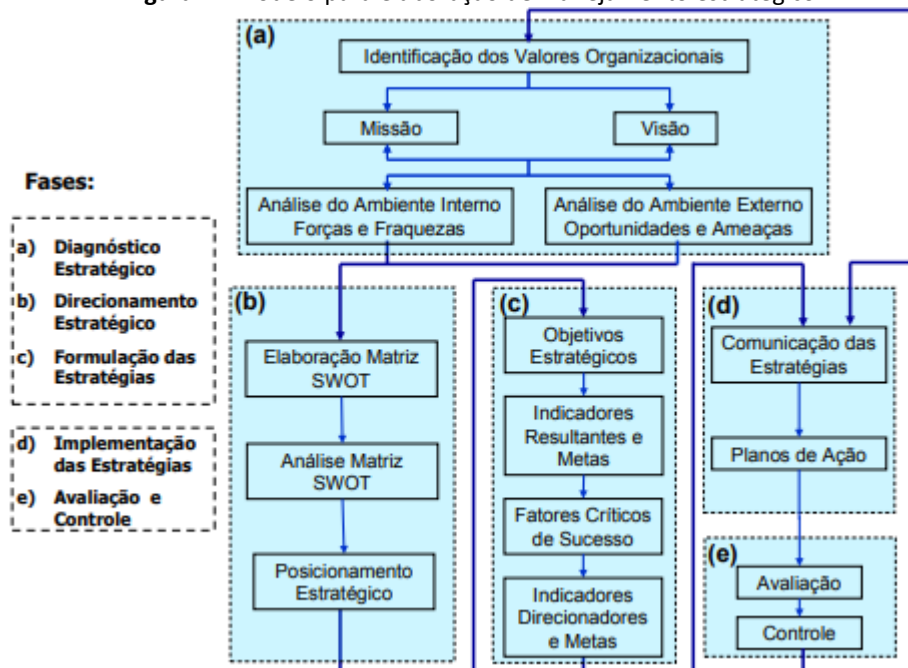 (a)
Identificação dos Valores Organizacionais
Missão
Visão
Análise do Ambiente Interno
Forças e Fraquezas
Análise do Ambiente Externo
Oportunidades e Ameaças
Fases:
a) Diagnóstico
Estratégico
b) Direcionamento
Estratégico
c) Formulação das
Estratégias
d) Implementação
das Estratégias
e) Avaliação e
Controle
(b)
Elaboração Matriz
SWOT
Análise Matriz
SWOT
Posicionamento
Estratégico
(c)
Objetivos
Estratégicos
Indicadores
Resultantes e
Metas
Fatores Críticos
de Sucesso
Indicadores
Direcionadores
e Metas
(d)
Comunicação das
Estratégias
Planos de Ação
(e)
Avaliação
Controle